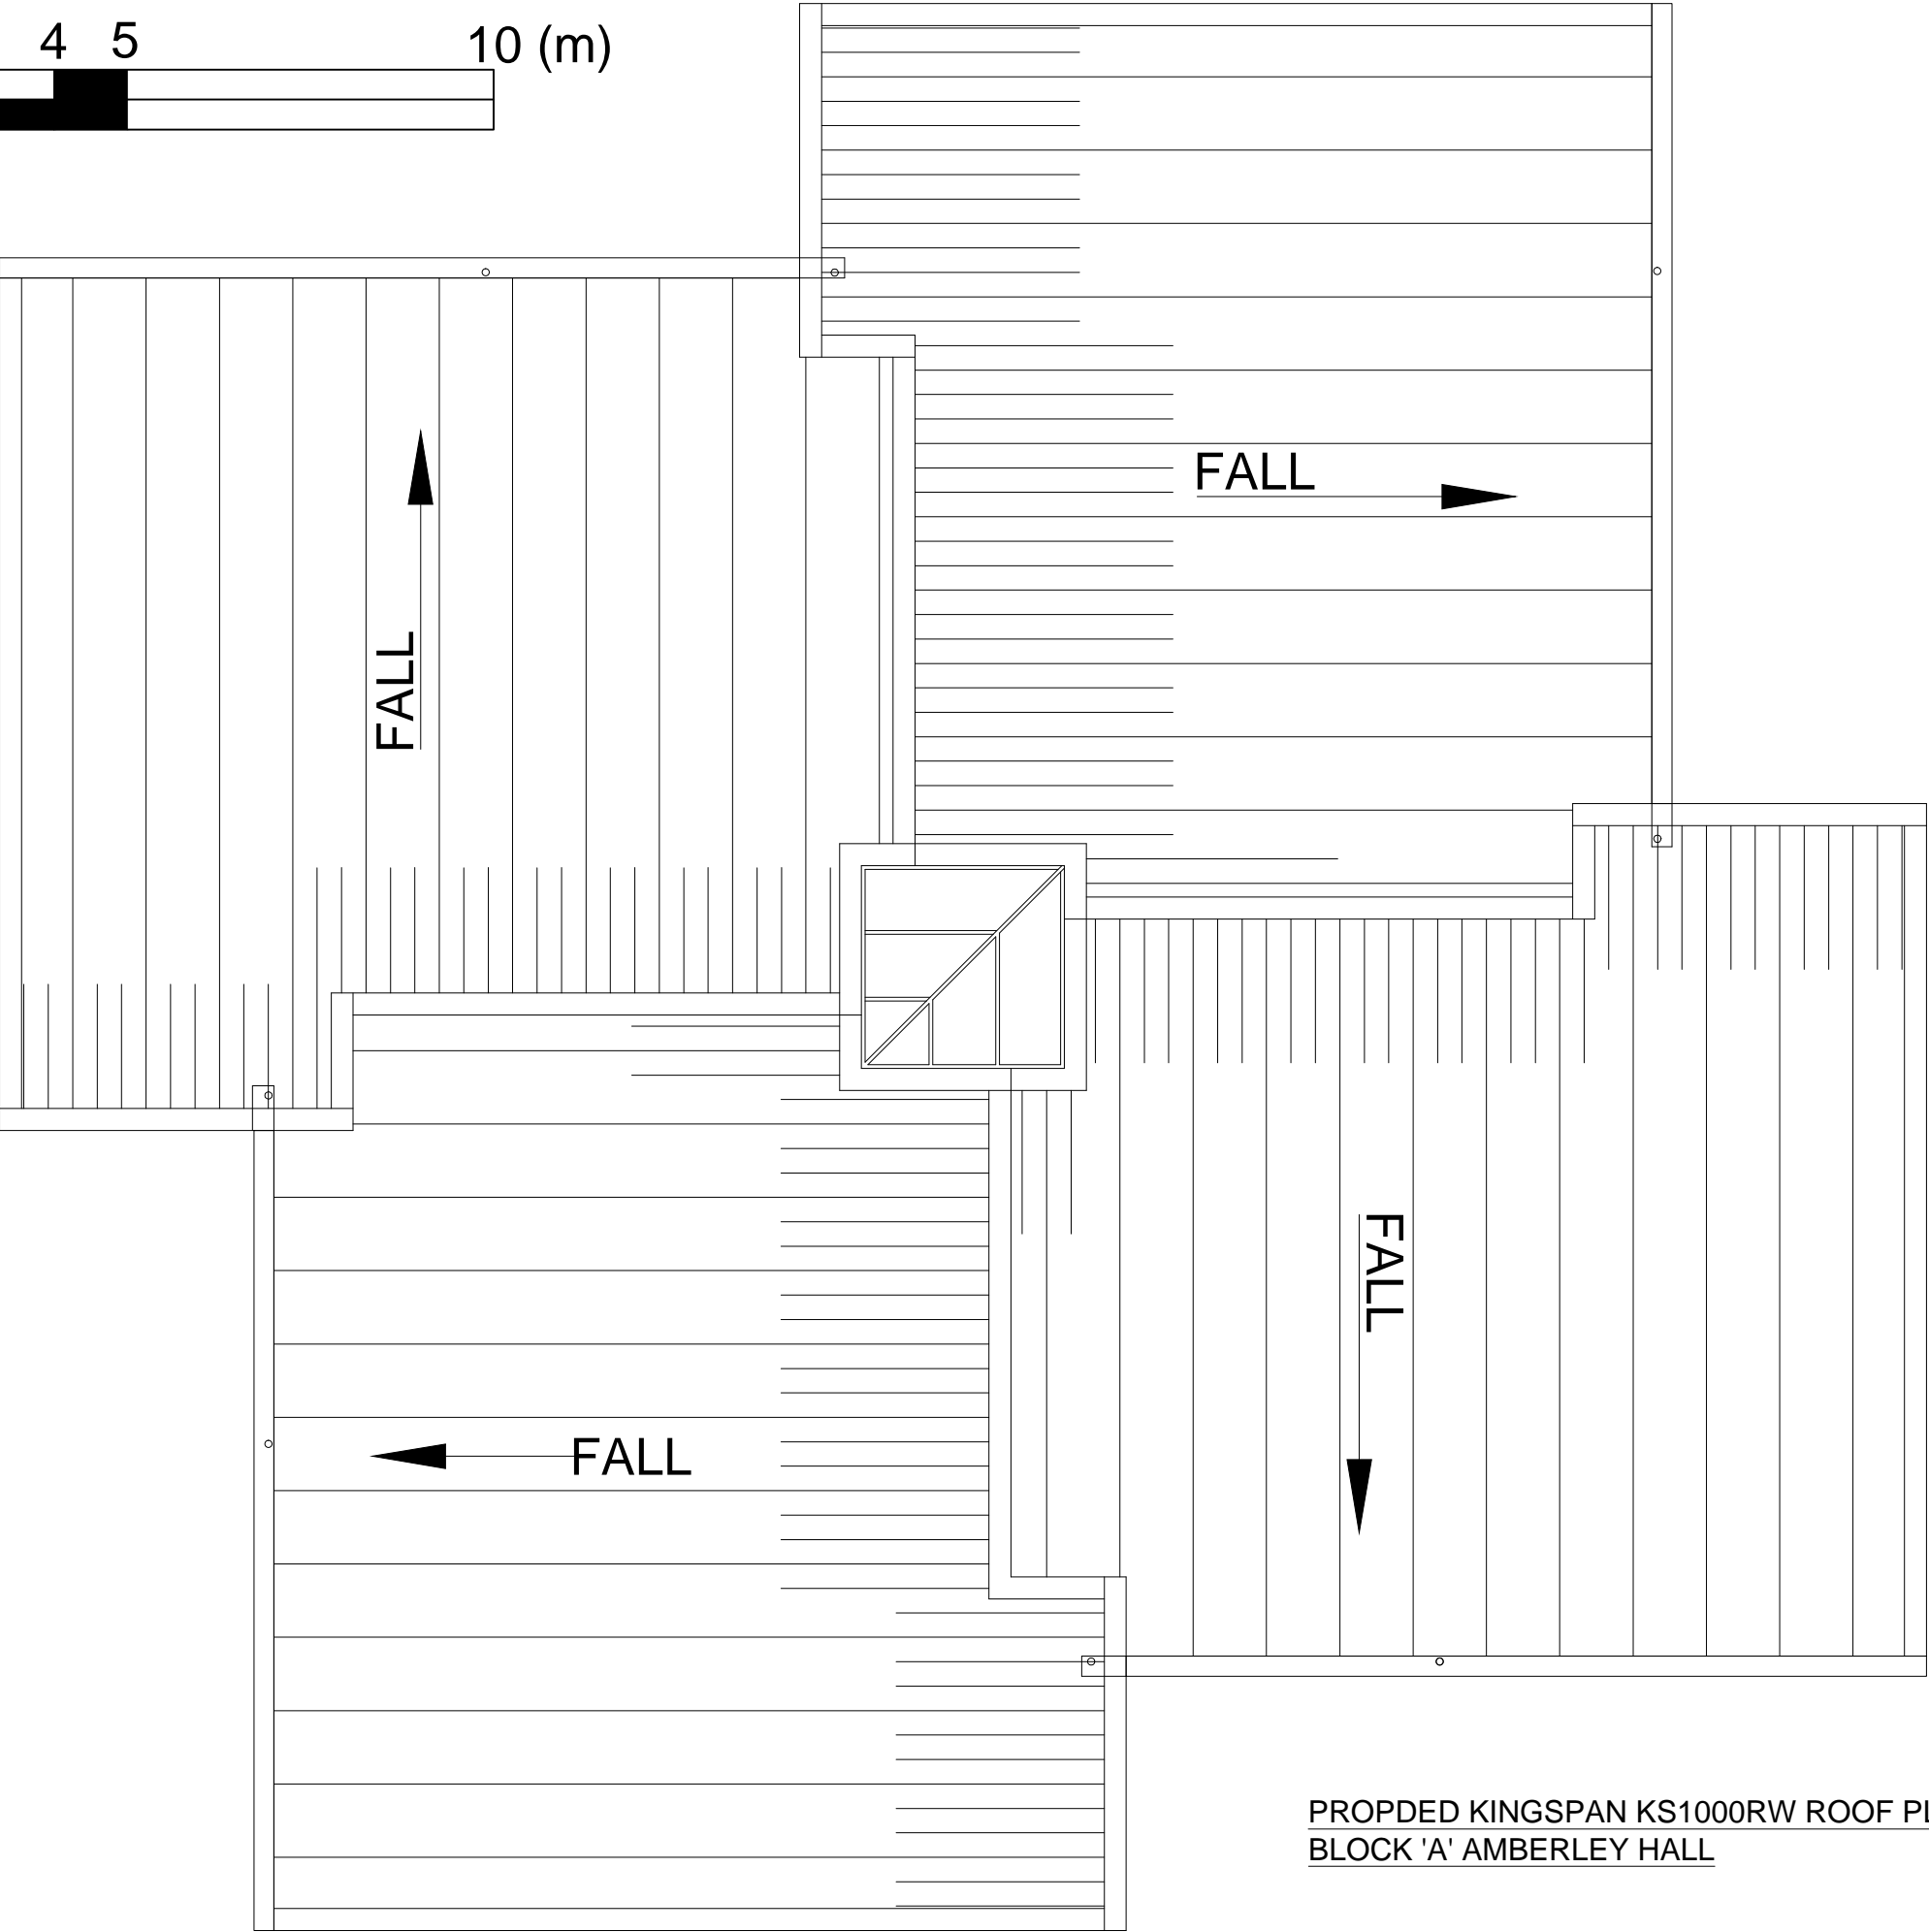 4 5 10 (m)
FALL
FALL
FALL
FALL
PROPDED KINGSPAN KS1000RW ROOF
BLOCK 'A' AMBERLEY HALL